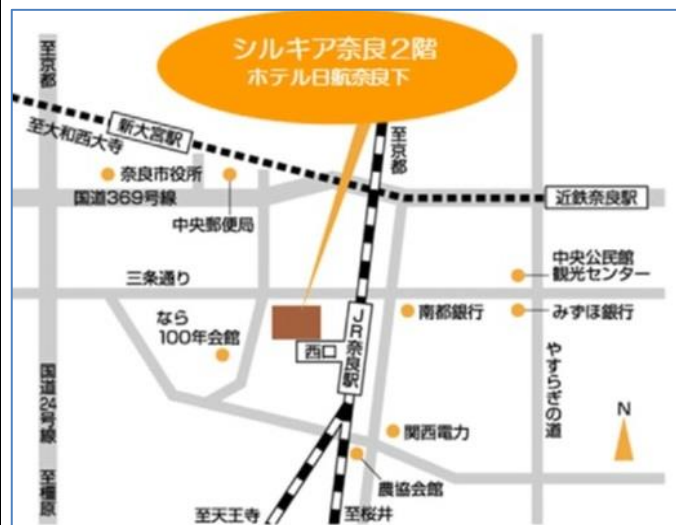 シルキア奈良2階
ホテル日航奈良下
至京都
至京都
至大和西大寺
新大宮駅
奈良市役所
国道369号線
中央郵便局
近鉄奈良駅
中央公民館
観光センター
三条通り
なら
100年会館
西口
JR奈良駅
南都銀行
みずほ銀行
やすらぎの道
国道24号線
至橿原
N
関西電力
農協会館
至天王寺
至桜井